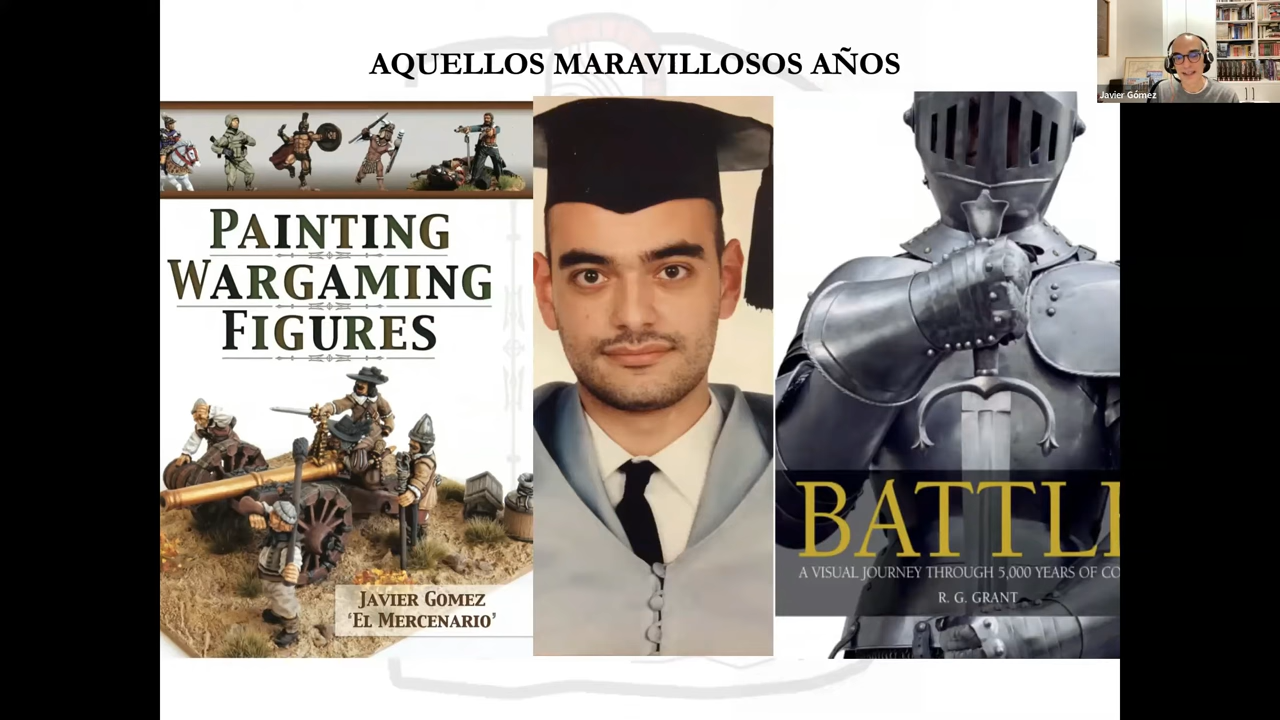 AQUELLOS MARAVILLOSOS AÑOS
Javier Gómez
PAINTING
WARGAMING
FIGURES
JAVIER GOMEZ
‘EL MERCENARIO’
BATTL
A VISUAL JOURNEY THROUGH 5,000 YEARS OF CO
R. G. GRANT